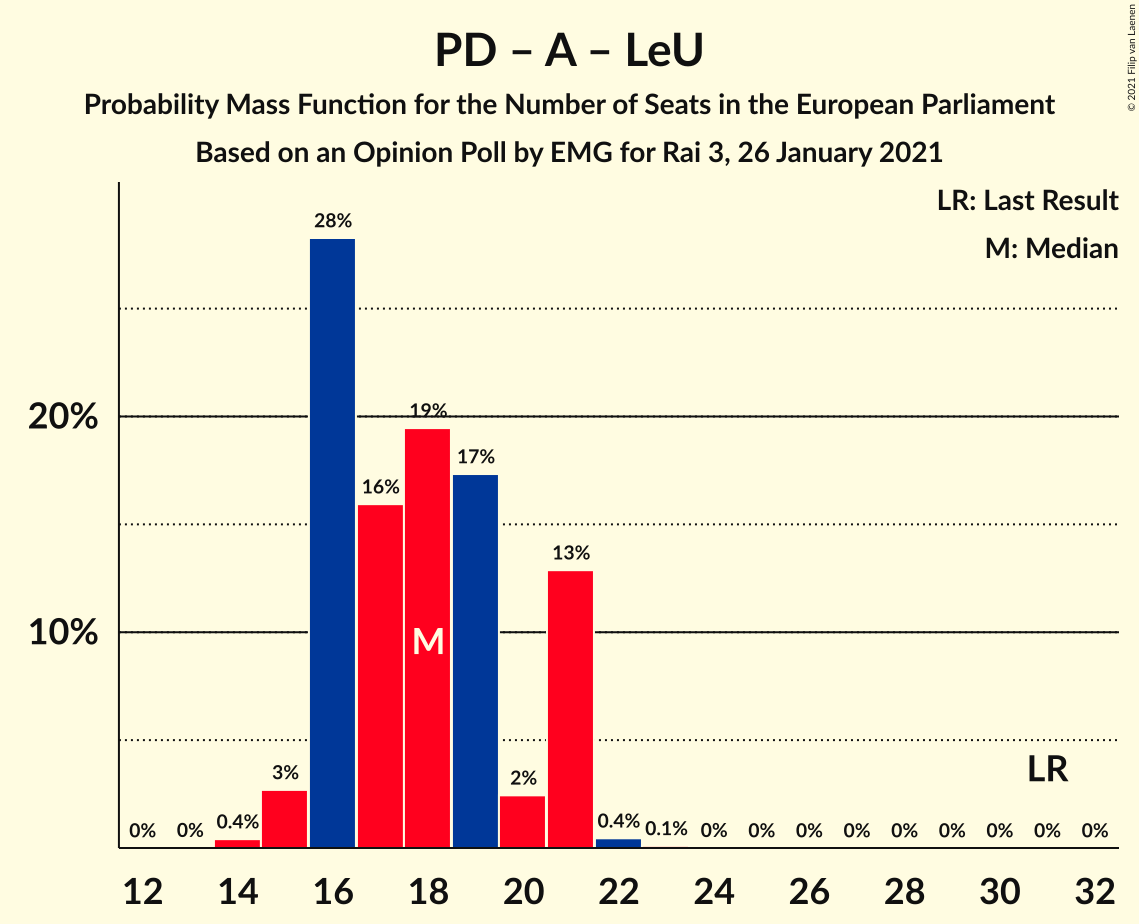 PD – A – LeU
Probability Mass Function for the Number of Seats in the European Parliament
Based on an Opinion Poll by EMG for Rai 3, 26 January 2021
© 2021 Filip van Laenen
LR: Last Result
M: Median
28%
20%
19%
17%
16%
13%
10%
M
3%
2%
LR
0% 0% 0.4% 0.4% 0.1% 0% 0% 0% 0% 0% 0% 0% 0% 0%
12 14 16 18 20 22 24 26 28 30 32